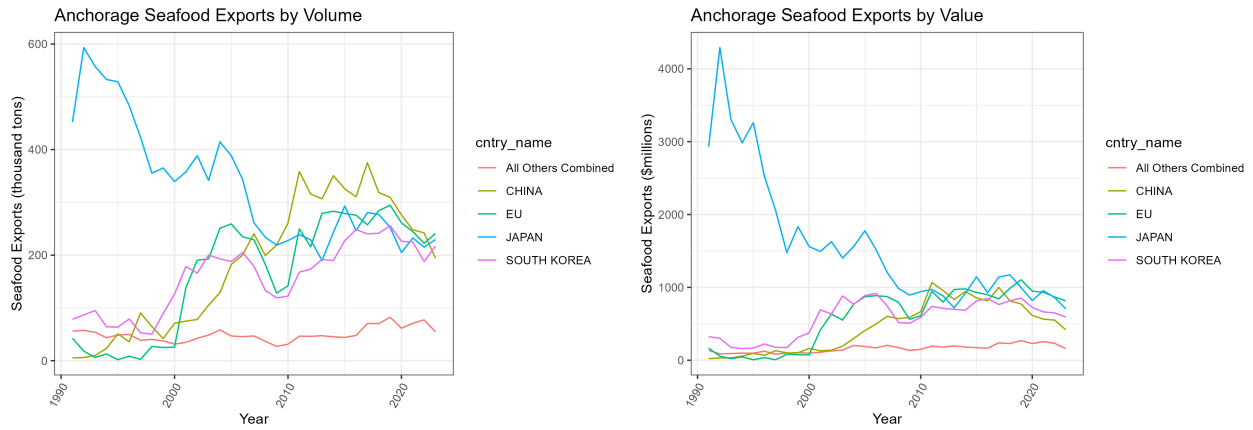 Anchorage Seafood Exports by Volume
Seafood Exports (thousand tons)
600
400
200
0
1990
2000
2010
2020
Year
cntry_name
All Others Combined
CHINA
EU
JAPAN
SOUTH KOREA
Anchorage Seafood Exports by Value
Seafood Exports ($millions)
4000
3000
2000
1000
0
1990
2000
2010
2020
Year
cntry_name
All Others Combined
CHINA
EU
JAPAN
SOUTH KOREA